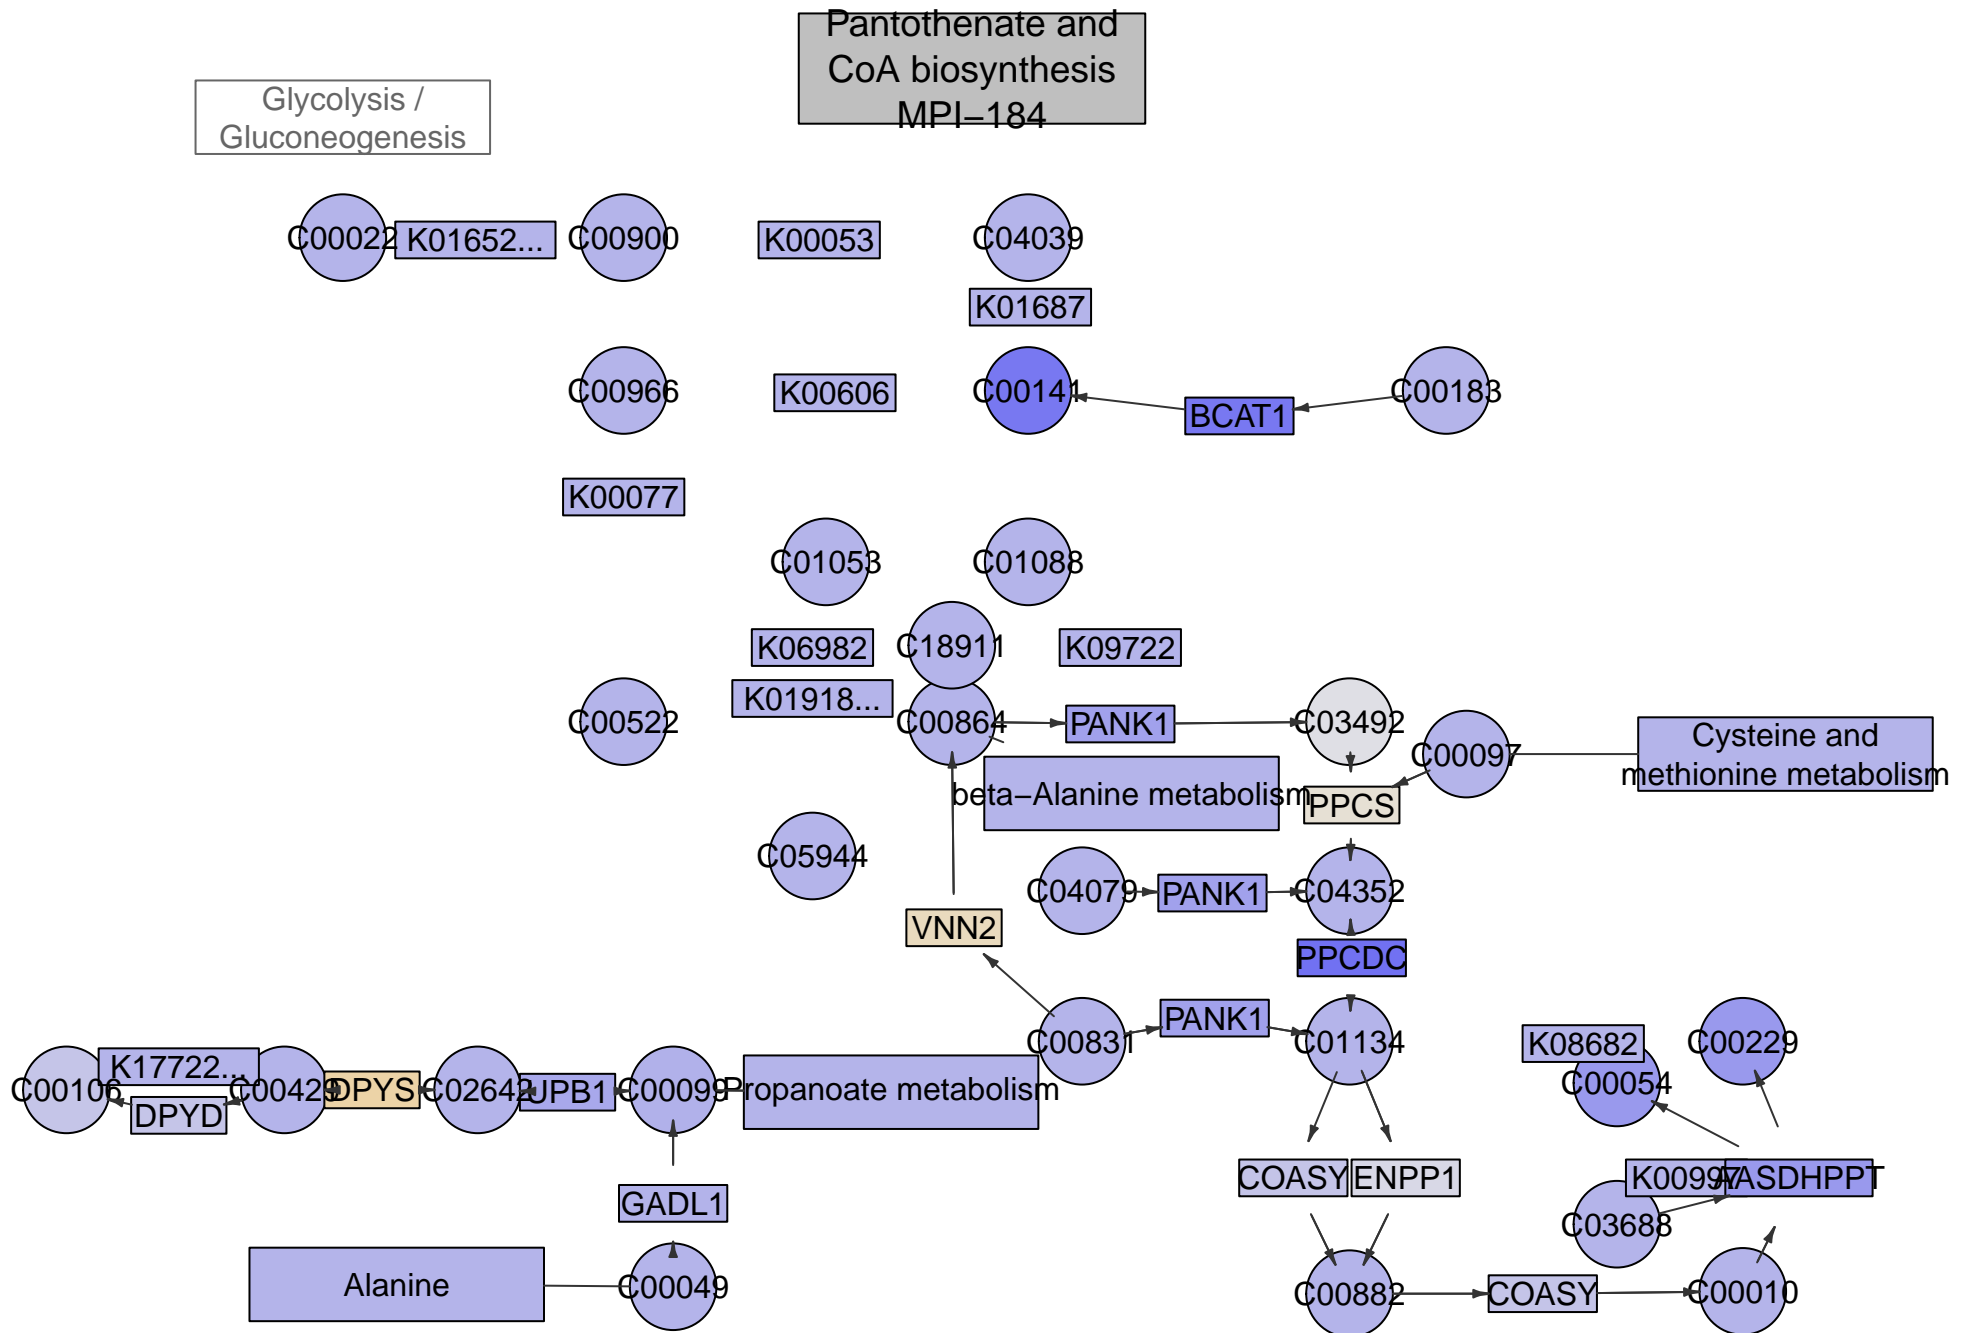 Pantothenate and
CoA biosynthesis
MPI−184
Glycolysis /
Gluconeogenesis
C00022
K01652...
C00900
K00053
C04039
K01687
C00966
K00606
C00141
BCAT1
C00183
K00077
C01053
C01088
K06982
C18911
K09722
K01918...
C00522
C00864
PANK1
C03492
C00097
Cysteine and
methionine metabolism
beta−Alanine metabolism
PPCS
C05944
C04079
PANK1
C04352
VNN2
PPCDC
C00831
PANK1
C01134
K08682
C00229
C00054
C00106
K17722...
DPYD
C00429
DPYS
C02642
UPB1
C00099
Propanoate metabolism
COASY
ENPP1
K00997
AASDHPPT
GADL1
C03688
Alanine
C00049
C00882
COASY
C00010